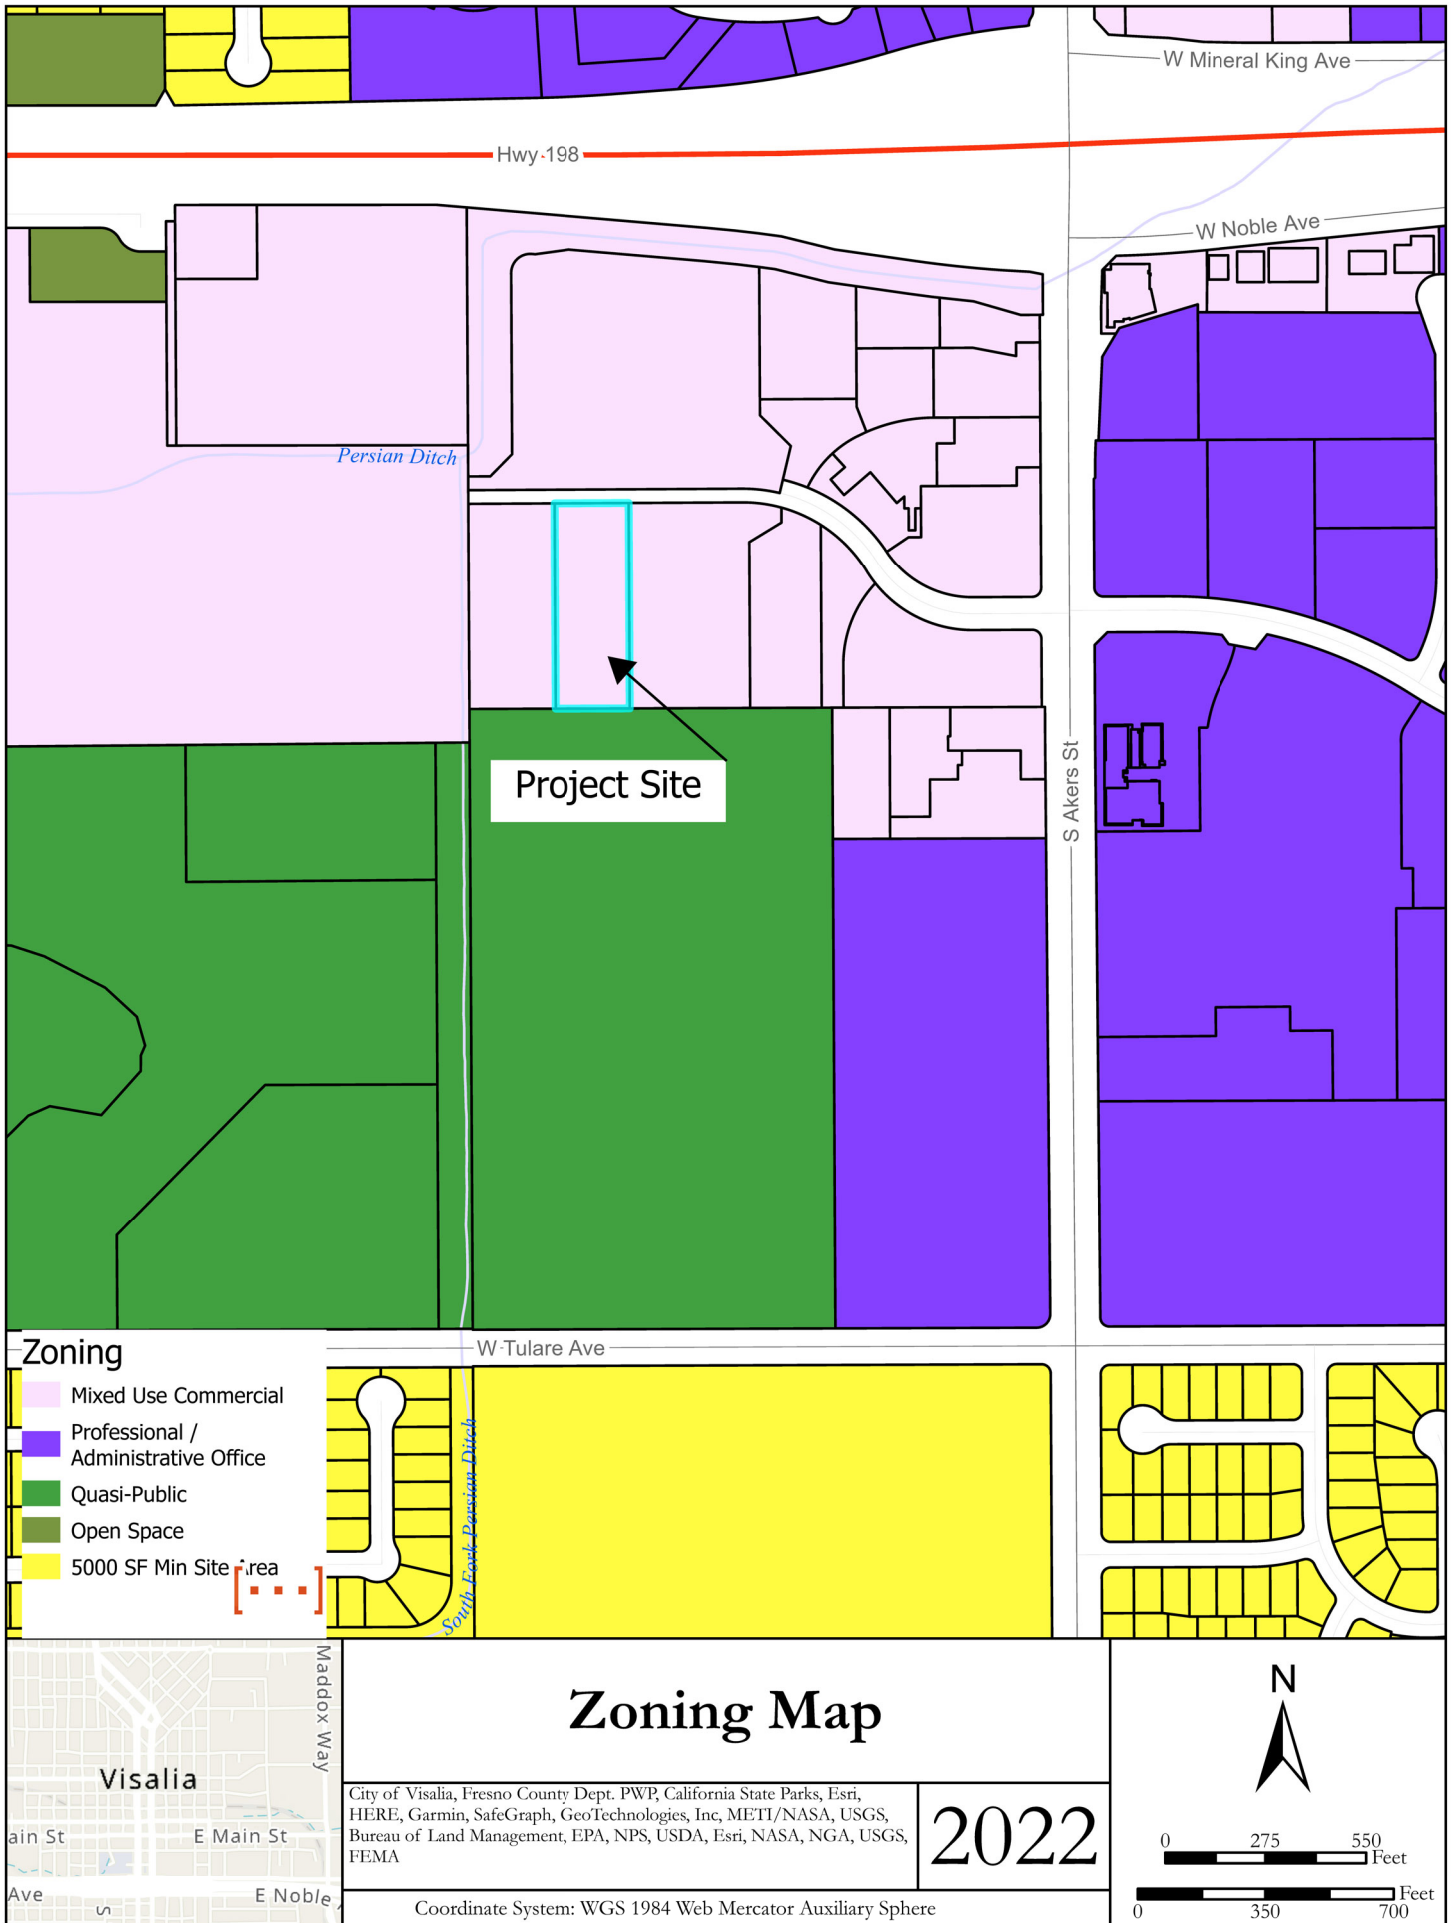 W Mineral King Ave
Hwy 198
W Noble Ave
Persian Ditch
Project Site
S Akers St
W Tulare Ave
South Fork Persian Ditch
Zoning
Mixed Use Commercial
Professional /
Administrative Office
Quasi-Public
Open Space
5000 SF Min Site Area
[...]
Maddox Way
Visalia
ain St
E Main St
Ave
S
E Noble
Zoning Map
City of Visalia, Fresno County Dept. PWP, California State Parks, Esri,
HERE, Garmin, SafeGraph, GeoTechnologies, Inc, METI/NASA, USGS,
Bureau of Land Management, EPA, NPS, USDA, Esri, NASA, NGA, USGS,
FEMA
2022
Coordinate System: WGS 1984 Web Mercator Auxiliary Sphere
N
0 275 550
Feet
Feet
0 350 700